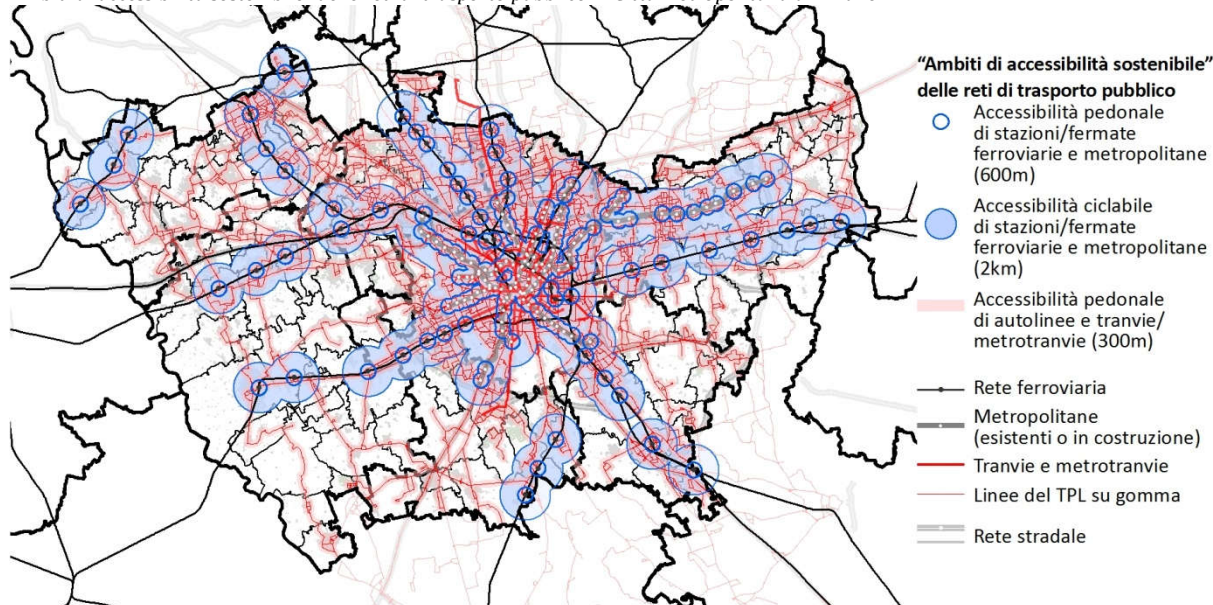 “Ambiti di accessibilità sostenibile”
delle reti di trasporto pubblico
Accessibilità pedonale
di stazioni/fermate
ferroviarie e metropolitane
(600m)
Accessibilità ciclabile
di stazioni/fermate
ferroviarie e metropolitane
(2km)
Accessibilità pedonale
di autolinee e tranvie/
metrotranvie (300m)
Rete ferroviaria
Metropolitane
(esistenti o in costruzione)
Tranvie e metrotranvie
Linee del TPL su gomma
Rete stradale